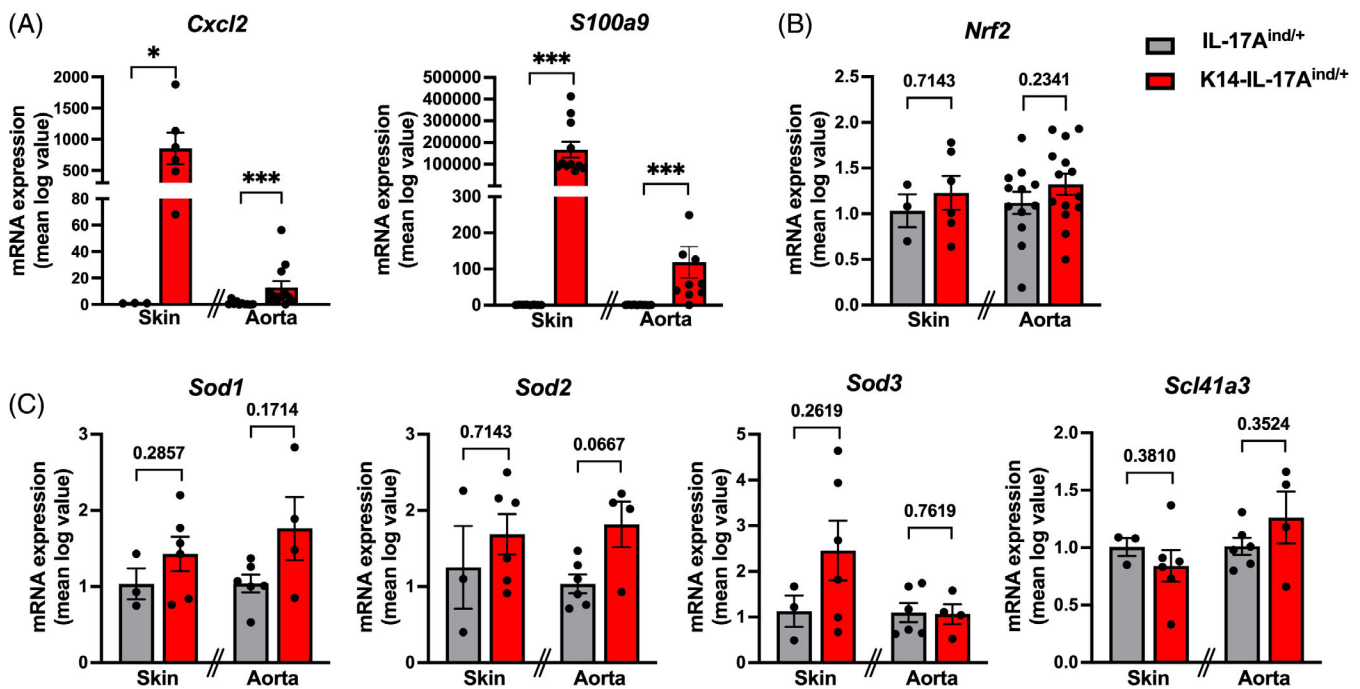 (A)
Cxcl2
mRNA expression
(mean log value)
2000
1500
1000
500
80
60
40
20
0
*
***
Skin
//
Aorta
S100a9
mRNA expression
(mean log value)
500000
400000
300000
200000
100000
300
200
100
0
***
***
Skin
//
Aorta
(B)
Nrf2
mRNA expression
(mean log value)
2.5
2.0
1.5
1.0
0.5
0.0
0.7143
0.2341
Skin
//
Aorta
IL-17Aind/+
K14-IL-17Aind/+
(C)
Sod1
mRNA expression
(mean log value)
3
2
1
0
0.2857
0.1714
Skin
//
Aorta
Sod2
mRNA expression
(mean log value)
3
2
1
0
0.7143
0.0667
Skin
//
Aorta
Sod3
mRNA expression
(mean log value)
5
4
3
2
1
0
0.2619
0.7619
Skin
//
Aorta
Scl41a3
mRNA expression
(mean log value)
2.0
1.5
1.0
0.5
0.0
0.3810
0.3524
Skin
//
Aorta